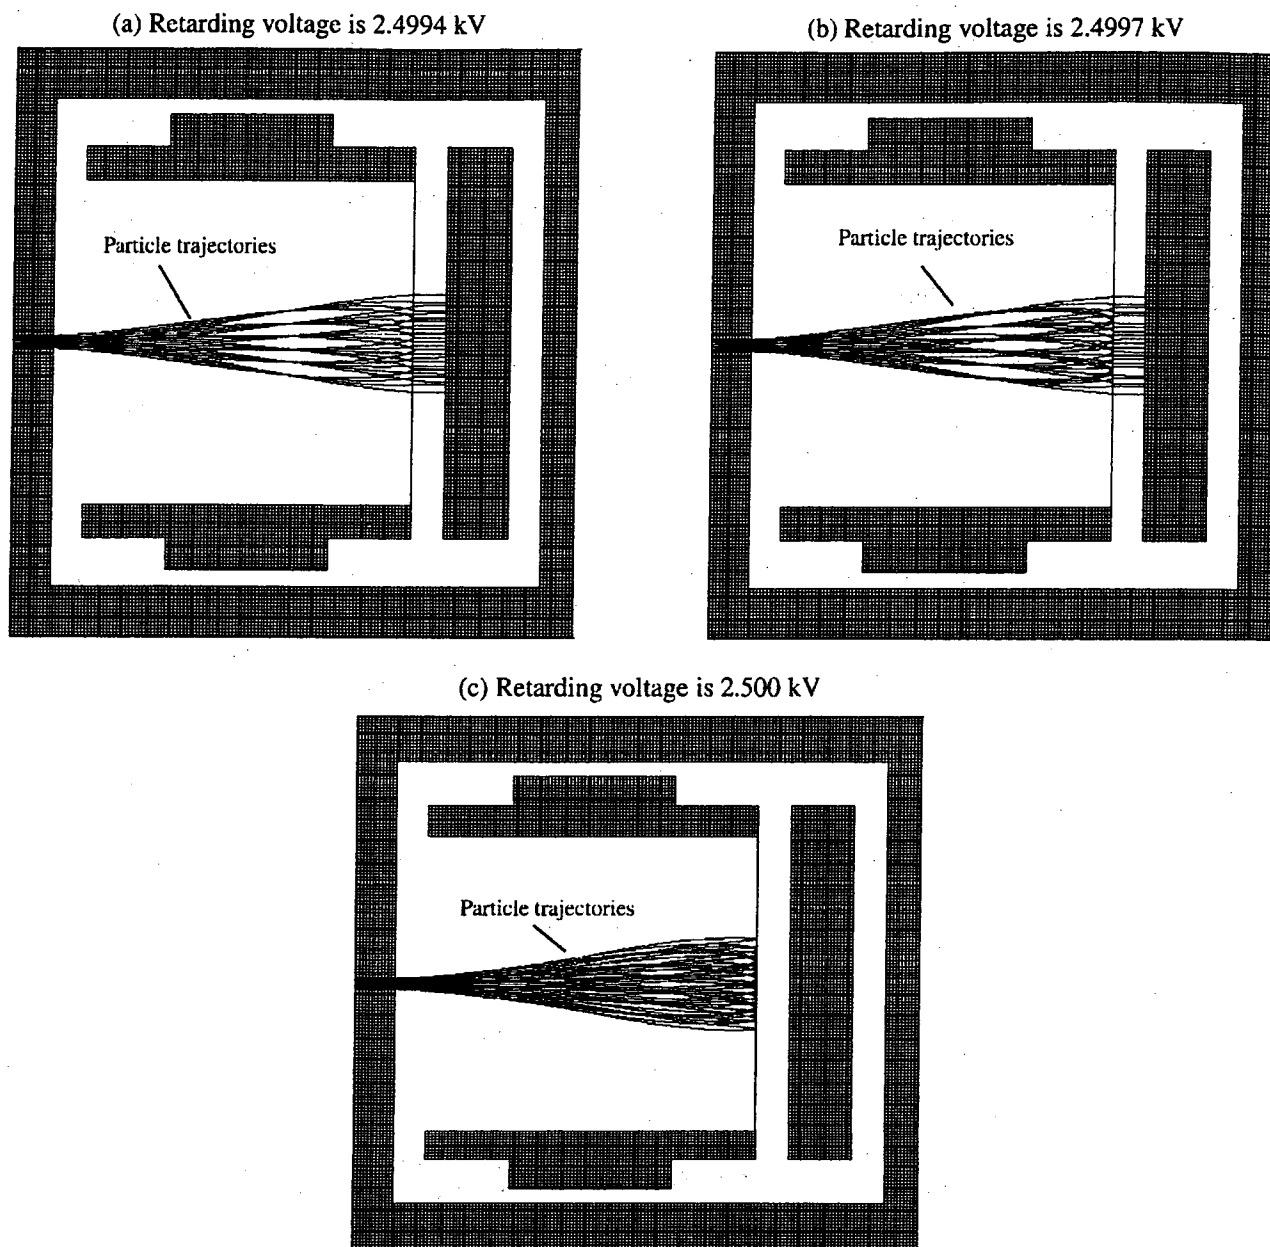 (a) Retarding voltage is 2.4994 kV
(b) Retarding voltage is 2.4997 kV
Particle trajectories
Particle trajectories
(c) Retarding voltage is 2.500 kV
Particle trajectories